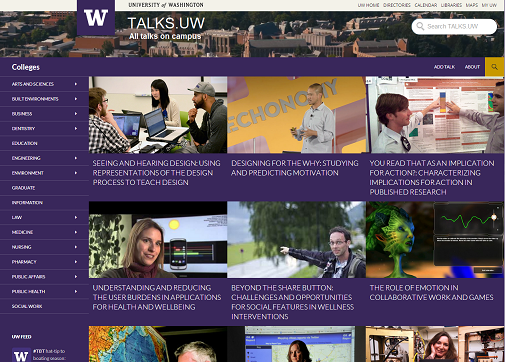 W
UNIVERSITY of WASHINGTON
UW HOME DIRECTORIES CALENDAR LIBRARIES MAPS MY UW
TALKS.UW
All talks on campus
Search TALKS.UW
Colleges
ADD TALK ABOUT
ARTS AND SCIENCES
BUILT ENVIRONMENTS
BUSINESS
DENTISTRY
EDUCATION
ENGINEERING
ENVIRONMENT
GRADUATE
INFORMATION
LAW
MEDICINE
NURSING
PHARMACY
PUBLIC AFFAIRS
PUBLIC HEALTH
SOCIAL WORK
UW FEED
W
#TBT hat-tip to
boating season:
ECHONOMY
SEEING AND HEARING DESIGN: USING
REPRESENTATIONS OF THE DESIGN
PROCESS TO TEACH DESIGN
DESIGNING FOR THE WHY: STUDYING
AND PREDICTING MOTIVATION
YOU READ THAT AS AN IMPLICATION
FOR ACTION?: CHARACTERIZING
IMPLICATIONS FOR ACTION IN
PUBLISHED RESEARCH
UNDERSTANDING AND REDUCING
THE USER BURDENS IN APPLICATIONS
FOR HEALTH AND WELLBEING
BEYOND THE SHARE BUTTON:
CHALLENGES AND OPPORTUNITIES
FOR SOCIAL FEATURES IN WELLNESS
INTERVENTIONS
THE ROLE OF EMOTION IN
COLLABORATIVE WORK AND GAMES